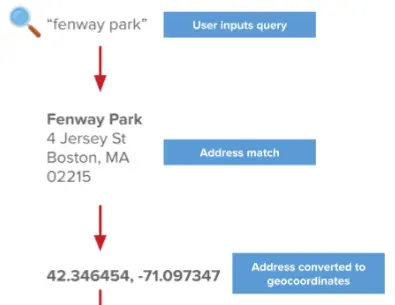 "fenway park"
User inputs query
Fenway Park
4 Jersey St
Boston, MA
02215
Address match
42.346454, -71.097347
Address converted to
geocoordinates